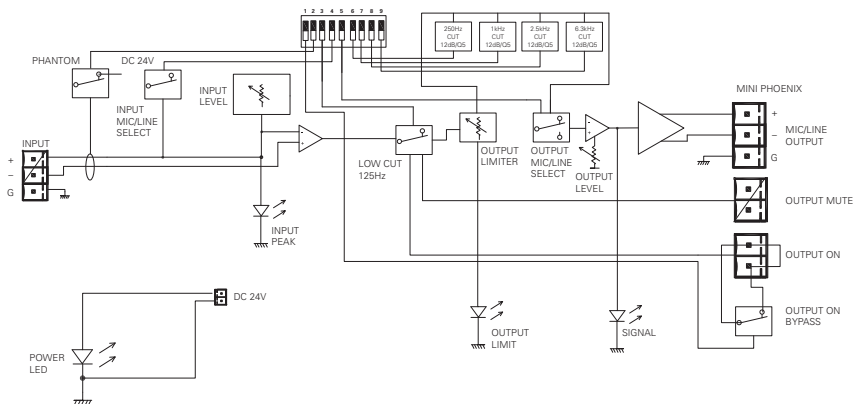 1 2 3 4 5 6 7 8 9
250Hz
CUT
12dB/Q5
1kHz
CUT
12dB/Q5
2.5kHz
CUT
12dB/Q5
6.3kHz
CUT
12dB/Q5
PHANTOM
DC 24V
INPUT
LEVEL
INPUT
MIC/LINE
SELECT
INPUT
+
−
G
LOW CUT
125Hz
-
+
OUTPUT
LIMITER
OUTPUT
MIC/LINE
SELECT
-
+
OUTPUT
LEVEL
MINI PHOENIX
+
−
G
MIC/LINE
OUTPUT
OUTPUT MUTE
OUTPUT ON
OUTPUT ON
BYPASS
INPUT
PEAK
DC 24V
POWER
LED
OUTPUT
LIMIT
SIGNAL